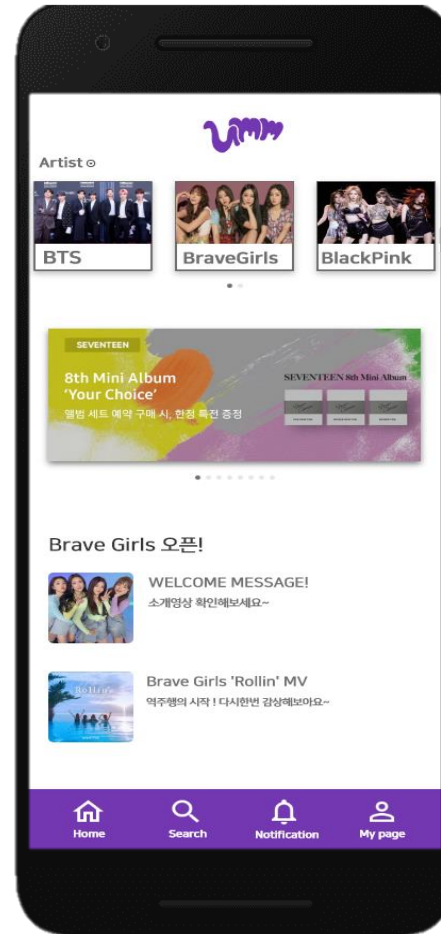 umm
Artist
BTS
BraveGirls
BlackPink
SEVENTEEN
8th Mini Album
'Your Choice'
앨범 세트 예약 구매 시, 한정 특전 증정
SEVENTEEN 8th Mini Album
Brave Girls 오픈!
WELCOME MESSAGE!
소개영상 확인해보세요~
Rollin'
Brave Girls 'Rollin' MV
역주행의 시작 ! 다시한번 감상해보아요~
Home
Search
Notification
My page